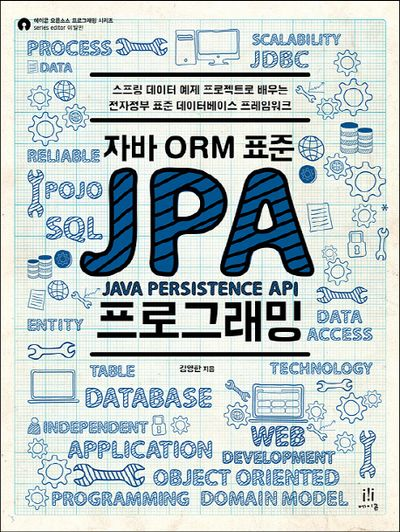 에이콘 오픈소스 프로그래밍 시리즈
series editor 이일민
PROCESS
DATA
SCALABILITY
JDBC
스프링 데이터 예제 프로젝트로 배우는
전자정부 표준 데이터베이스 프레임워크
자바 ORM 표준
RELIABLE
POJO
SQL
JPA
JAVA PERSISTENCE API
프로그래밍
ENTITY
DATA
ACCESS
김영한 지음
TABLE
TECHNOLOGY
DATABASE
INDEPENDENT
WEB
APPLICATION
DEVELOPMENT
OBJECT ORIENTED
PROGRAMMING
DOMAIN MODEL
에이콘